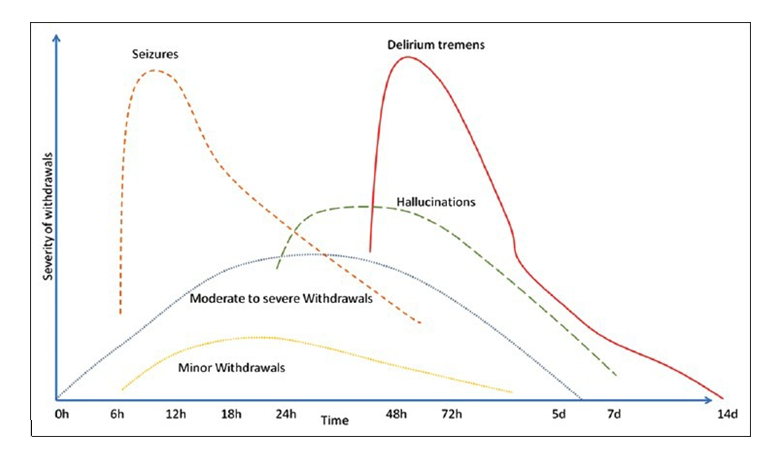 Delirium tremens
Seizures
Severity of withdrawals
Hallucinations
Moderate to severe Withdrawals
Minor Withdrawals
0h 6h 12h 18h 24h 48h 72h 5d 7d 14d
Time